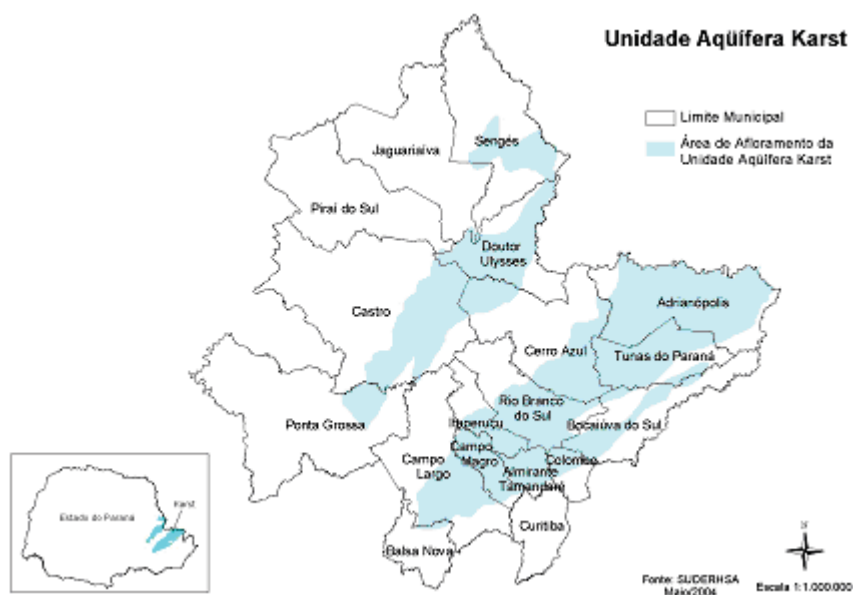 Unidade Aqüífera Karst
Limite Municipal
Área de Afloramento da
Unidade Aqüífera Karst
Sengés
Jaguariaiva
Piraí do Sul
Doutor
Ulysses
Castro
Adrianópolis
Cerro Azul
Tunas do Paraná
Rio Branco
do Sul
Ponta Grossa
Itaperuçu
Bocaiúva do Sul
Campo
Magro
Colombo
Campo
Largo
Almirante
Tamandaré
Curitiba
Balsa Nova
Karst
Estado do Paraná
N
Fonte: SUDERHSA
Maio/2004
Escala 1:1.000.000